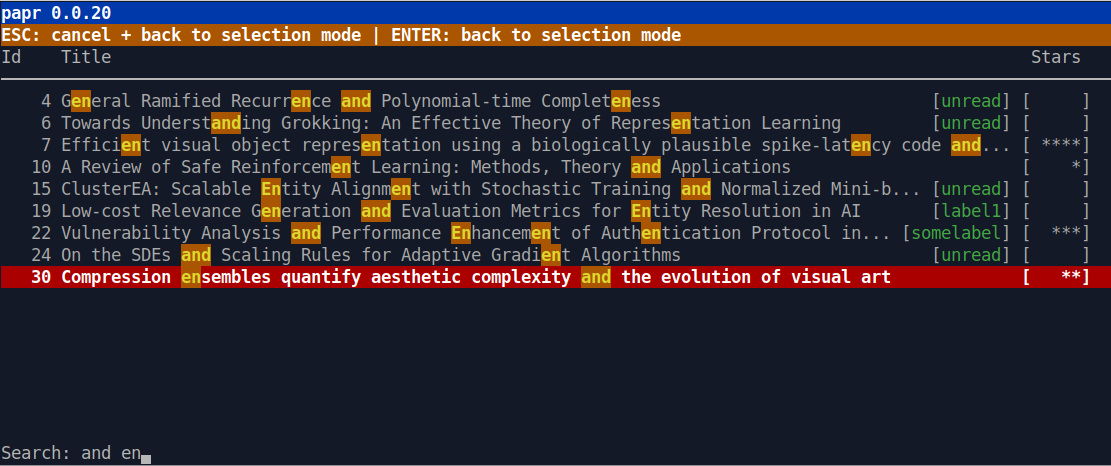 papr 0.0.20
ESC: cancel + back to selection mode | ENTER: back to selection mode
Id Title Stars
4 General Ramified Recurrence and Polynomial-time Completeness [unread] [ ]
6 Towards Understanding Grokking: An Effective Theory of Representation Learning [unread] [ ]
7 Efficient visual object represntation using a biologically plausible spike-latency code and... [ ****]
10 A Review of Safe Reinforcement Learning: Methods, Theory and Applications [ *]
15 ClusterEA: Scalable Entity Alignment with Stochastic Training and Normalized Mini-b... [unread] [ ]
19 Low-cost Relevance Generation and Evaluation Metrics for Entity Resolution in AI [label1] [ ]
22 Vulnerability Analysis and Performance Enhancement of Authentication Protocol in... [somelabel] [ ***]
24 On the SDEs and Scaling Rules for Adaptive Gradient Algorithms [unread] [ ]
30 Compression ensembles quantify aesthetic complexity and the evolution of visual art [ **]
Search: and en